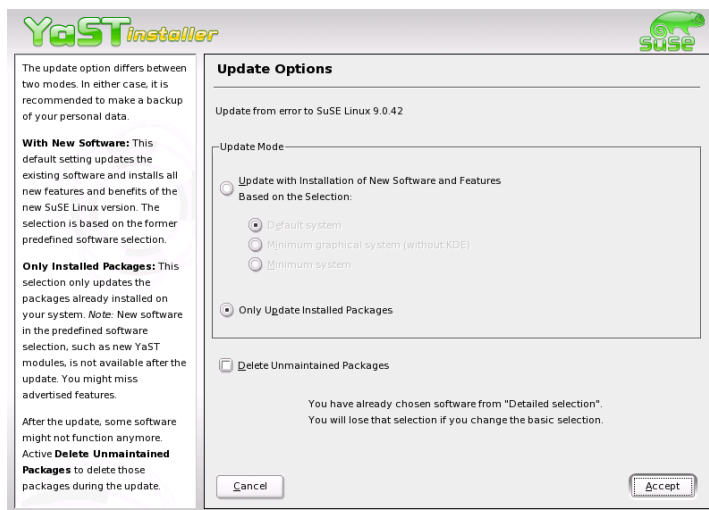 YaST installer
SuSE
The update option differs between
two modes. In either case, it is
recommended to make a backup
of your personal data.
With New Software: This
default setting updates the
existing software and installs all
new features and benefits of the
new SuSE Linux version. The
selection is based on the former
predefined software selection.
Only Installed Packages: This
selection only updates the
packages already installed on
your system. Note: New software
in the predefined software
selection, such as new YaST
modules, is not available after the
update. You might miss
advertised features.
After the update, some software
might not function anymore.
Active Delete Unmaintained
Packages to delete those
packages during the update.
Update Options
Update from error to SuSE Linux 9.0.42
Update Mode
Update with Installation of New Software and Features
Based on the Selection:
Default system
Minimum graphical system (without KDE)
Minimum system
Only Update Installed Packages
Delete Unmaintained Packages
You have already chosen software from "Detailed selection".
You will lose that selection if you change the basic selection.
Cancel
Accept